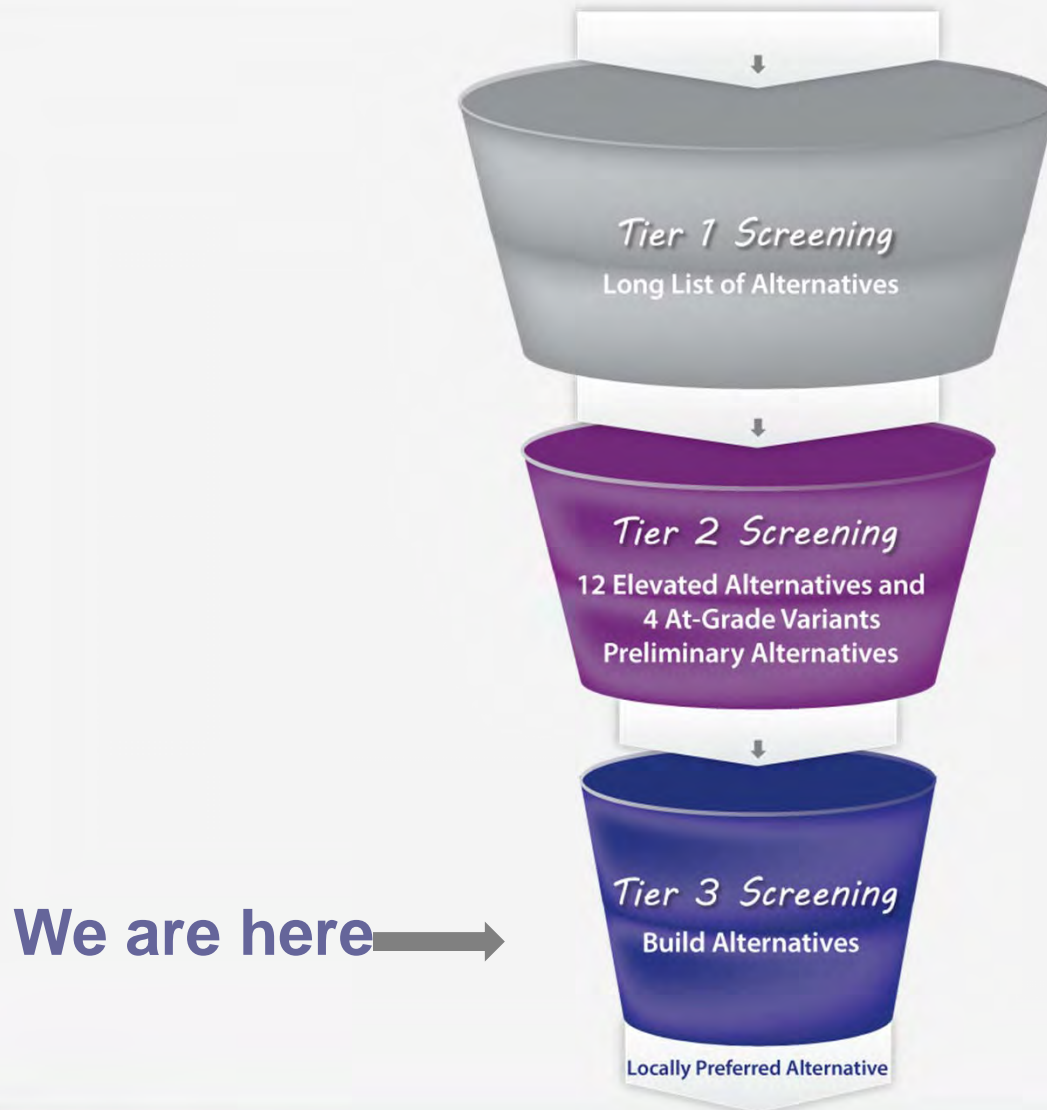 Tier 1 Screening
Long List of Alternatives
Tier 2 Screening
12 Elevated Alternatives and
4 At-Grade Variants
Preliminary Alternatives
Tier 3 Screening
We are here
Build Alternatives
Locally Preferred Alternative